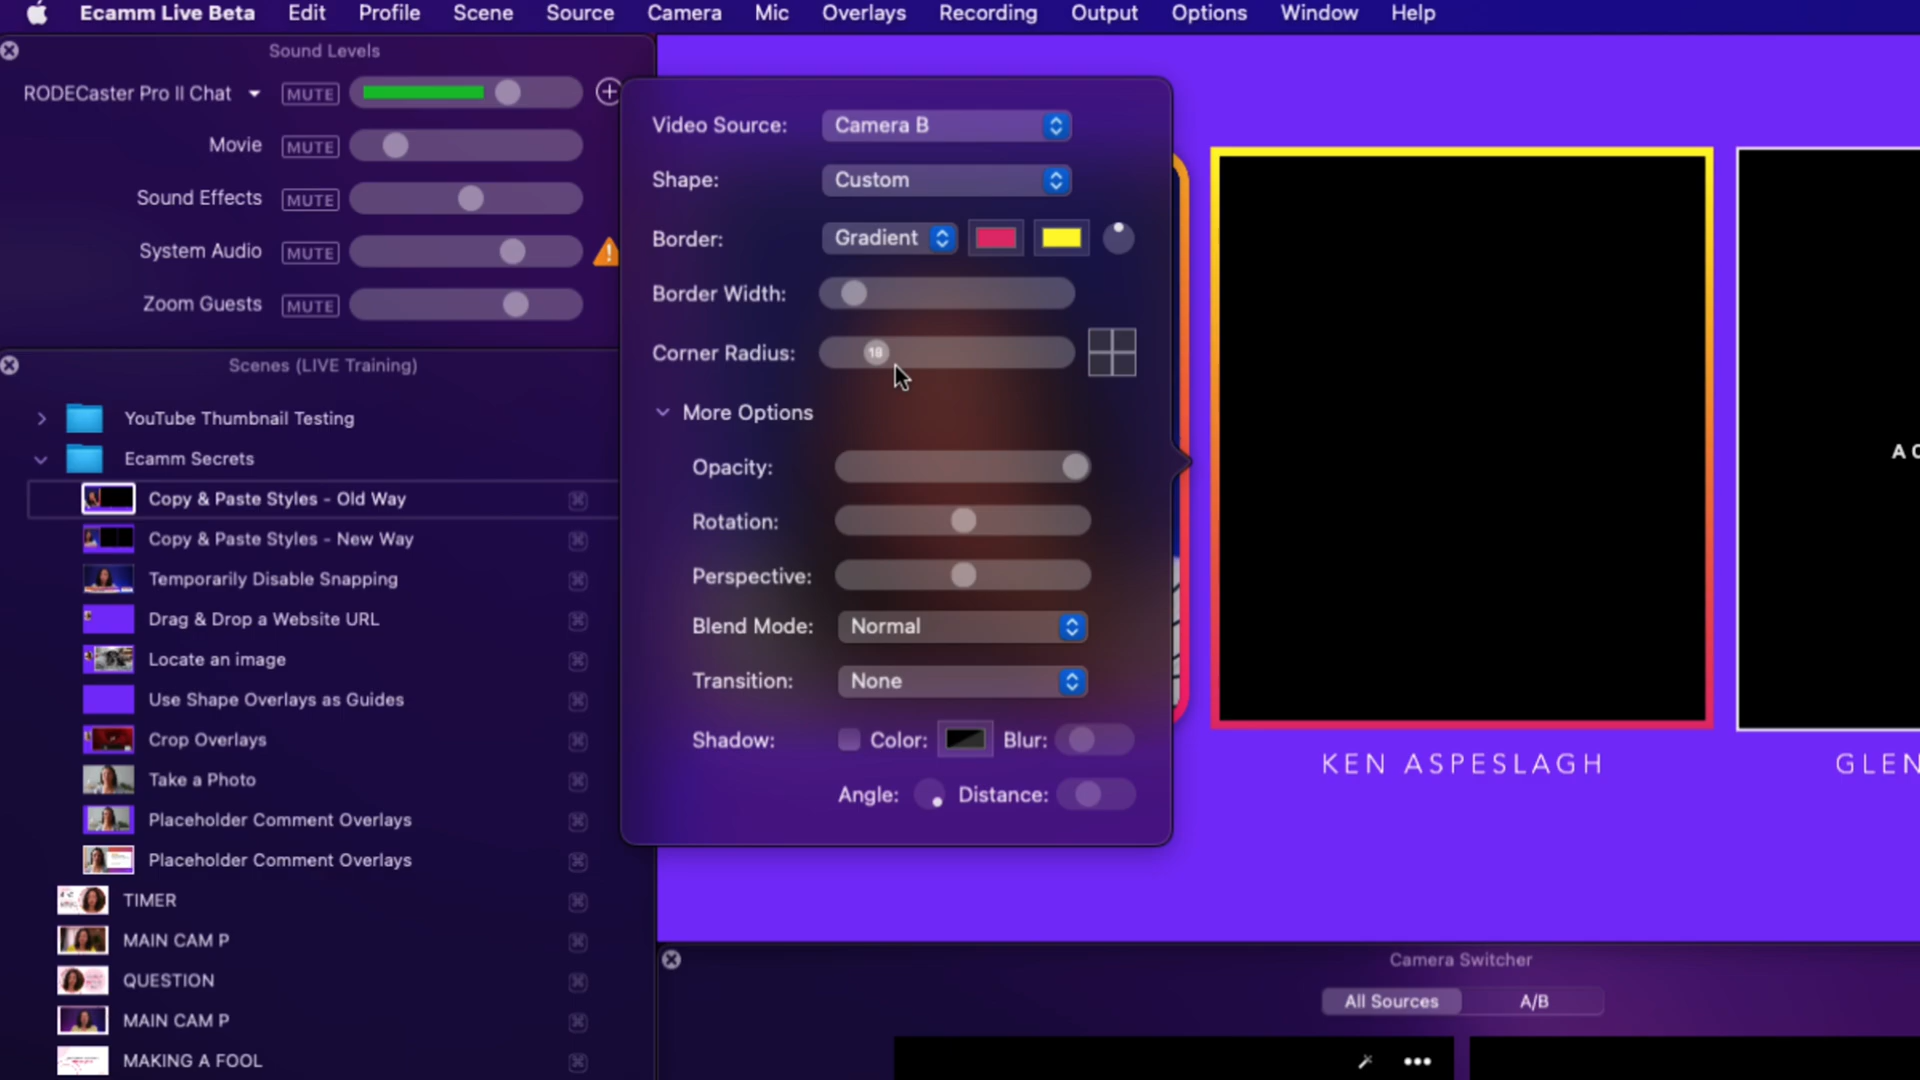 Ecamm Live Beta Edit Profile Scene Source Camera Mic Overlays Recording Output Options Window Help
Sound Levels
RODECaster Pro II Chat MUTE
Movie MUTE
Sound Effects MUTE
System Audio MUTE
Zoom Guests MUTE
Scenes (LIVE Training)
YouTube Thumbnail Testing
Ecamm Secrets
Copy & Paste Styles - Old Way
Copy & Paste Styles - New Way
Temporarily Disable Snapping
Drag & Drop a Website URL
Locate an image
Use Shape Overlays as Guides
Crop Overlays
Take a Photo
Placeholder Comment Overlays
Placeholder Comment Overlays
TIMER
MAIN CAM P
QUESTION
MAIN CAM P
MAKING A FOOL
Video Source: Camera B
Shape: Custom
Border: Gradient
Border Width:
Corner Radius: 18
More Options
Opacity:
Rotation:
Perspective:
Blend Mode: Normal
Transition: None
Shadow: Color: Blur:
Angle: Distance:
KEN ASPESLAGH
GLEN
Camera Switcher
All Sources A/B